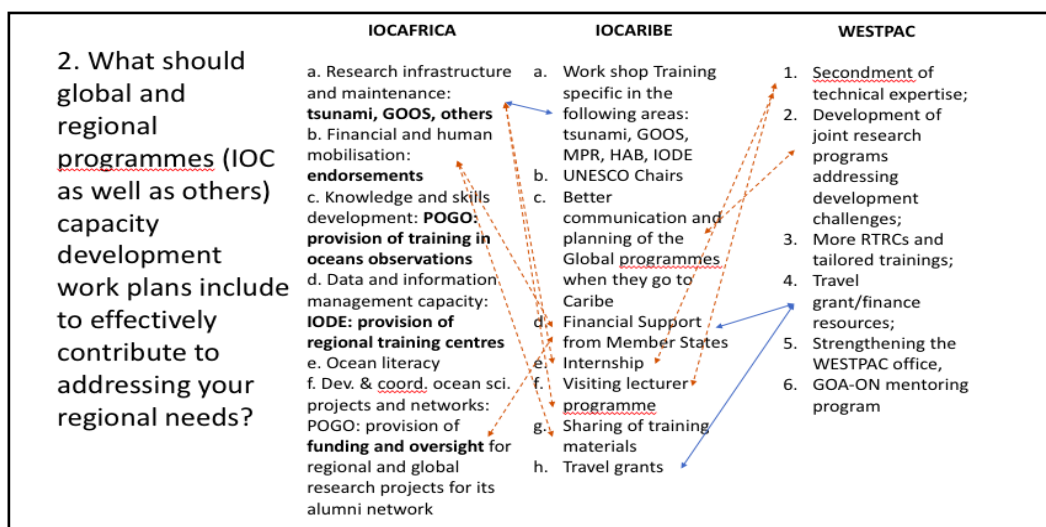 2. What should
global and
regional
programmes (IOC
as well as others)
capacity
development
work plans include
to effectively
contribute to
addressing your
regional needs?
IOCAFRICA
a. Research infrastructure
and maintenance:
tsunami, GOOS, others
b. Financial and human
mobilisation:
endorsements
c. Knowledge and skills
development: POGO:
provision of training in
oceans observations
d. Data and information
management capacity:
IODE: provision of
regional training centres
e. Ocean literacy
f. Dev. & coord. ocean sci.
projects and networks:
POGO: provision of
funding and oversight for
regional and global
research projects for its
alumni network
IOCARIBE
a. Work shop Training
specific in the
following areas:
tsunami, GOOS,
MPR, HAB, IODE
b. UNESCO Chairs
c. Better
communication and
planning of the
Global programmes
when they go to
Caribe
d. Financial Support
from Member States
e. Internship
f. Visiting lecturer
programme
g. Sharing of training
materials
h. Travel grants
WESTPAC
1. Secondment of
technical expertise;
2. Development of
joint research
programs
addressing
development
challenges;
3. More RTRCs and
tailored trainings;
4. Travel
grant/finance
resources;
5. Strengthening the
WESTPAC office,
6. GOA-ON mentoring
program